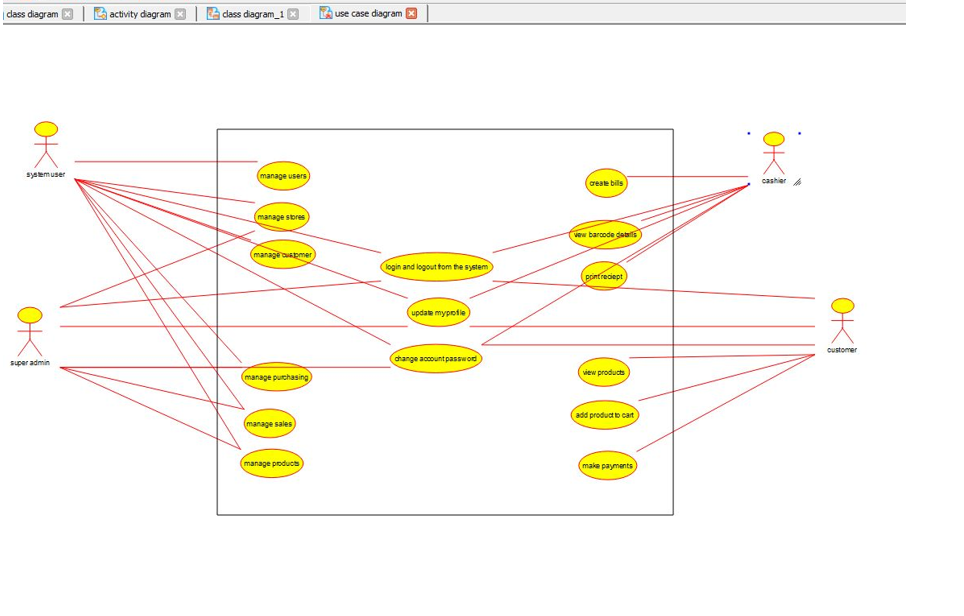 class diagram
activity diagram
class diagram_1
use case diagram
system user
cashier
manage users
create bills
manage stores
view barcode details
manage customer
login and logout from the system
print reciept
update my profile
super admin
customer
change account password
manage purchasing
view products
manage sales
add product to cart
manage products
make payments